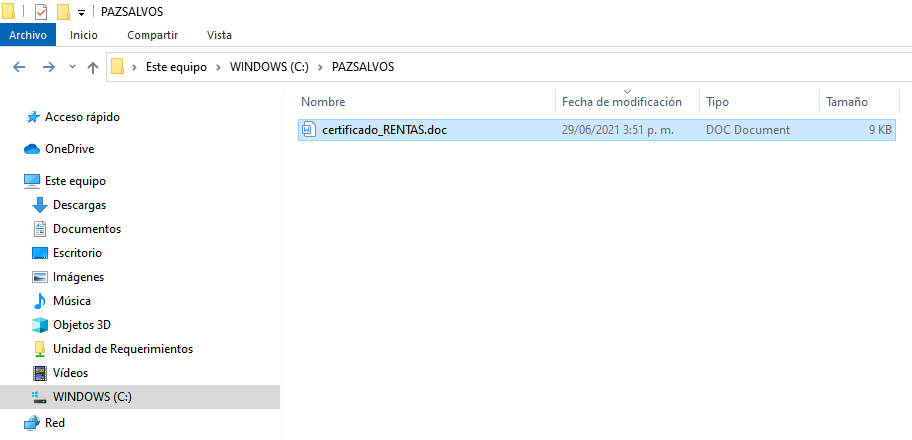 PAZSALVOS
Archivo Inicio Compartir Vista
Este equipo WINDOWS (C:) PAZSALVOS
Nombre Fecha de modificación Tipo Tamaño
Acceso rápido
certificado_RENTAS.doc 29/06/2021 3:51 p. m. DOC Document 9 KB
OneDrive
Este equipo
Descargas
Documentos
Escritorio
Imágenes
Música
Objetos 3D
Unidad de Requerimientos
Vídeos
WINDOWS (C:)
Red